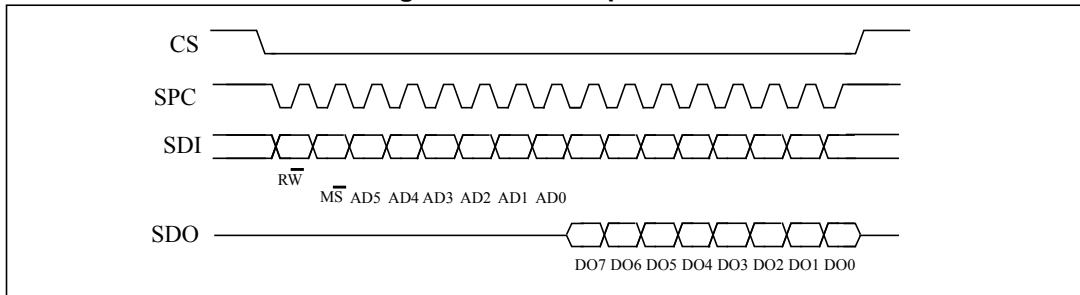 CS
SPC
SDI
RW̅
MS̅ AD5 AD4 AD3 AD2 AD1 AD0
SDO
DO7 DO6 DO5 DO4 DO3 DO2 DO1 DO0